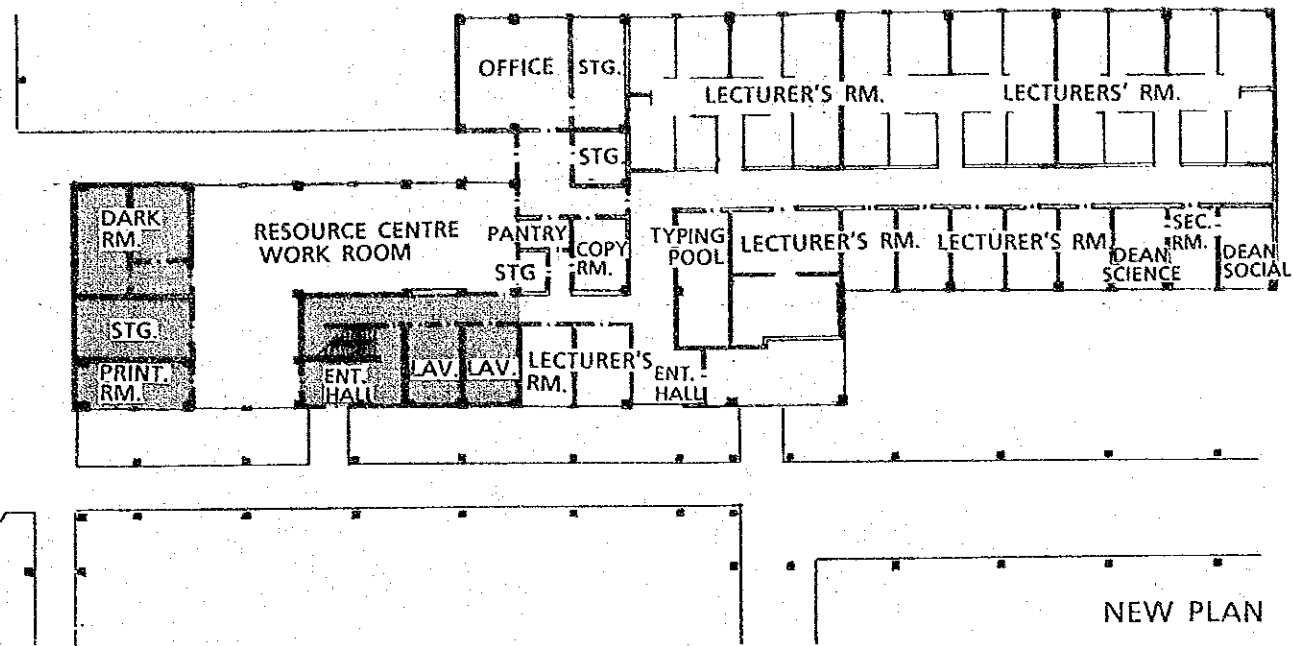 OFFICE
STG.
LECTURER'S RM.
LECTURERS' RM.
STG.
DARK
RM.
RESOURCE CENTRE
WORK ROOM
PANTRY
STG
COPY
RM.
TYPING
POOL
LECTURER'S RM.
LECTURER'S RM.
DEAN
SCIENCE
SEC.
RM.
DEAN
SOCIAL
STG.
PRINT.
RM.
ENT.
HALL
LAV.
LAV.
LECTURER'S
RM.
ENT.
HALL
NEW PLAN